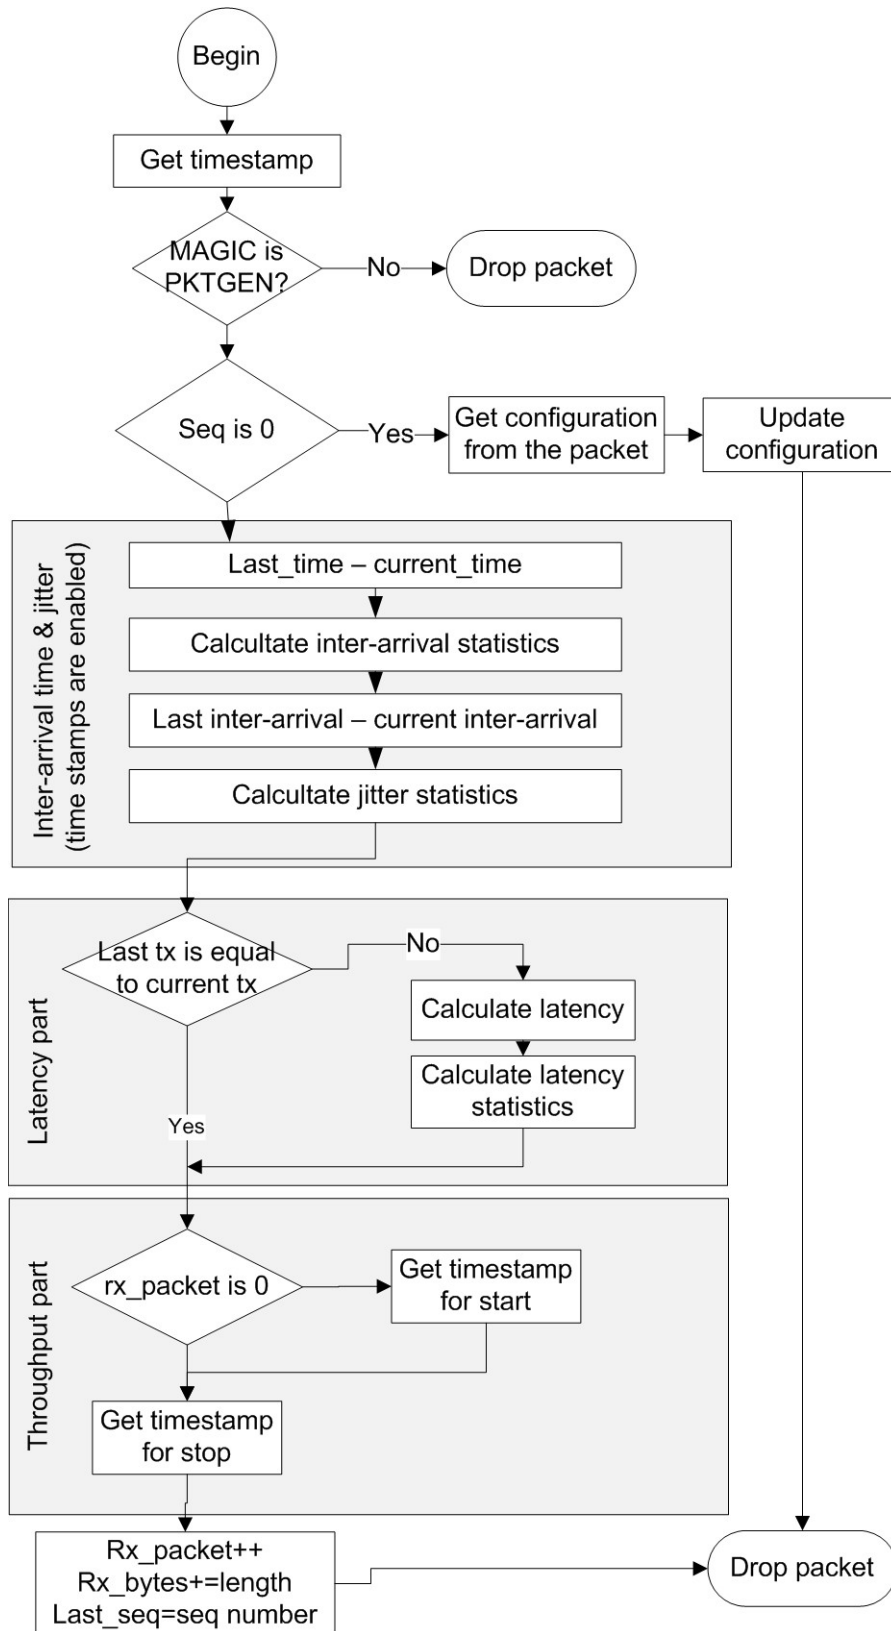 Begin
Get timestamp
MAGIC is
PKTGEN?
No
Drop packet
Seq is 0
Yes
Get configuration
from the packet
Update
configuration
Inter-arrival time & jitter
(time stamps are enabled)
Last_time – current_time
Calcultate inter-arrival statistics
Last inter-arrival – current inter-arrival
Calcultate jitter statistics
Latency part
Last tx is equal
to current tx
No
Calculate latency
Calculate latency
statistics
Yes
Throughput part
rx_packet is 0
Get timestamp
for start
Get timestamp
for stop
Rx_packet++
Rx_bytes+=length
Last_seq=seq number
Drop packet